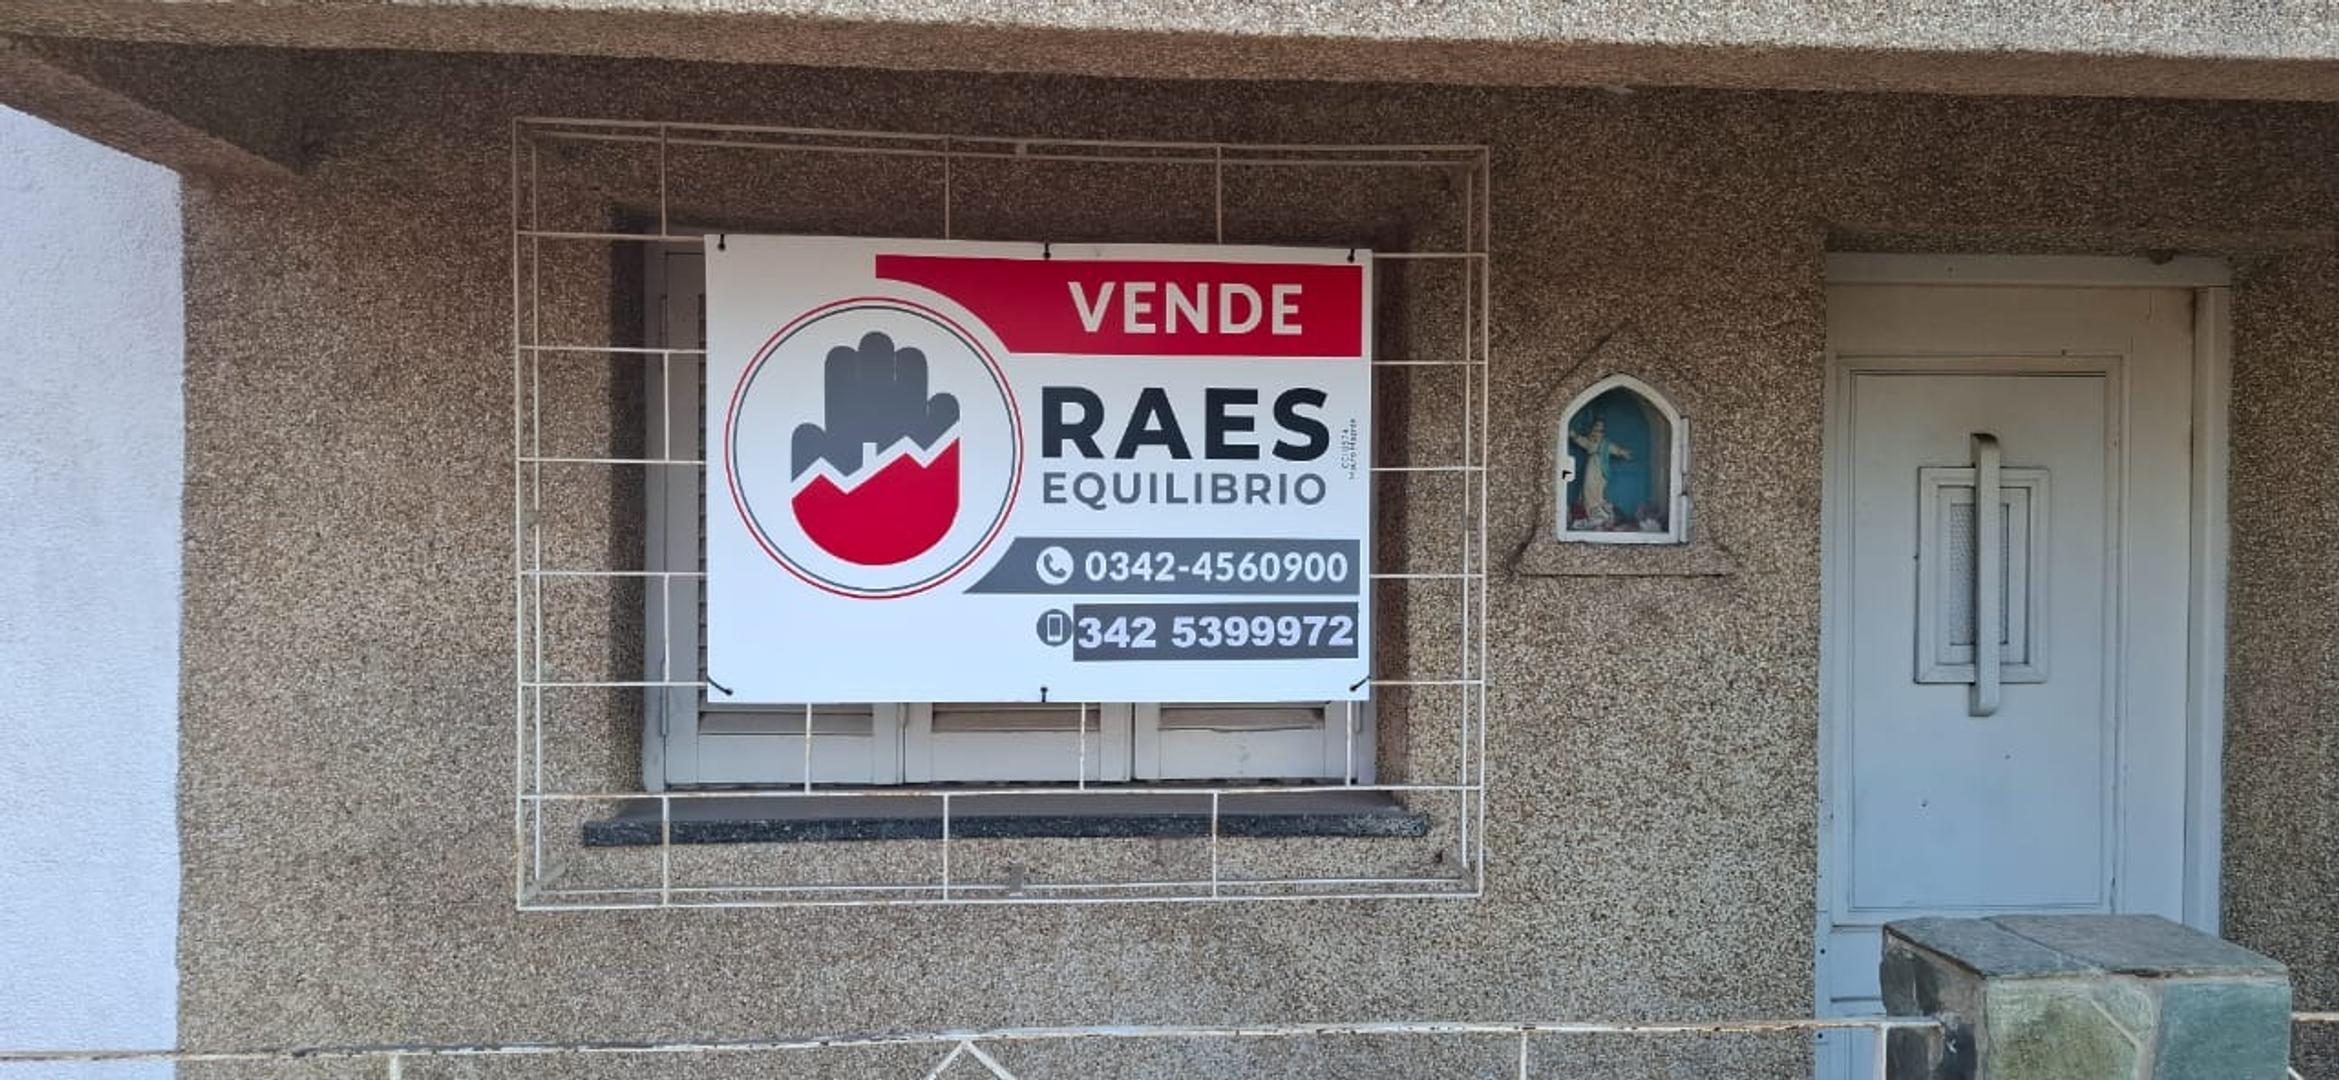 VENDE
RAES
EQUILIBRIO
0342-4560900
342 5399972